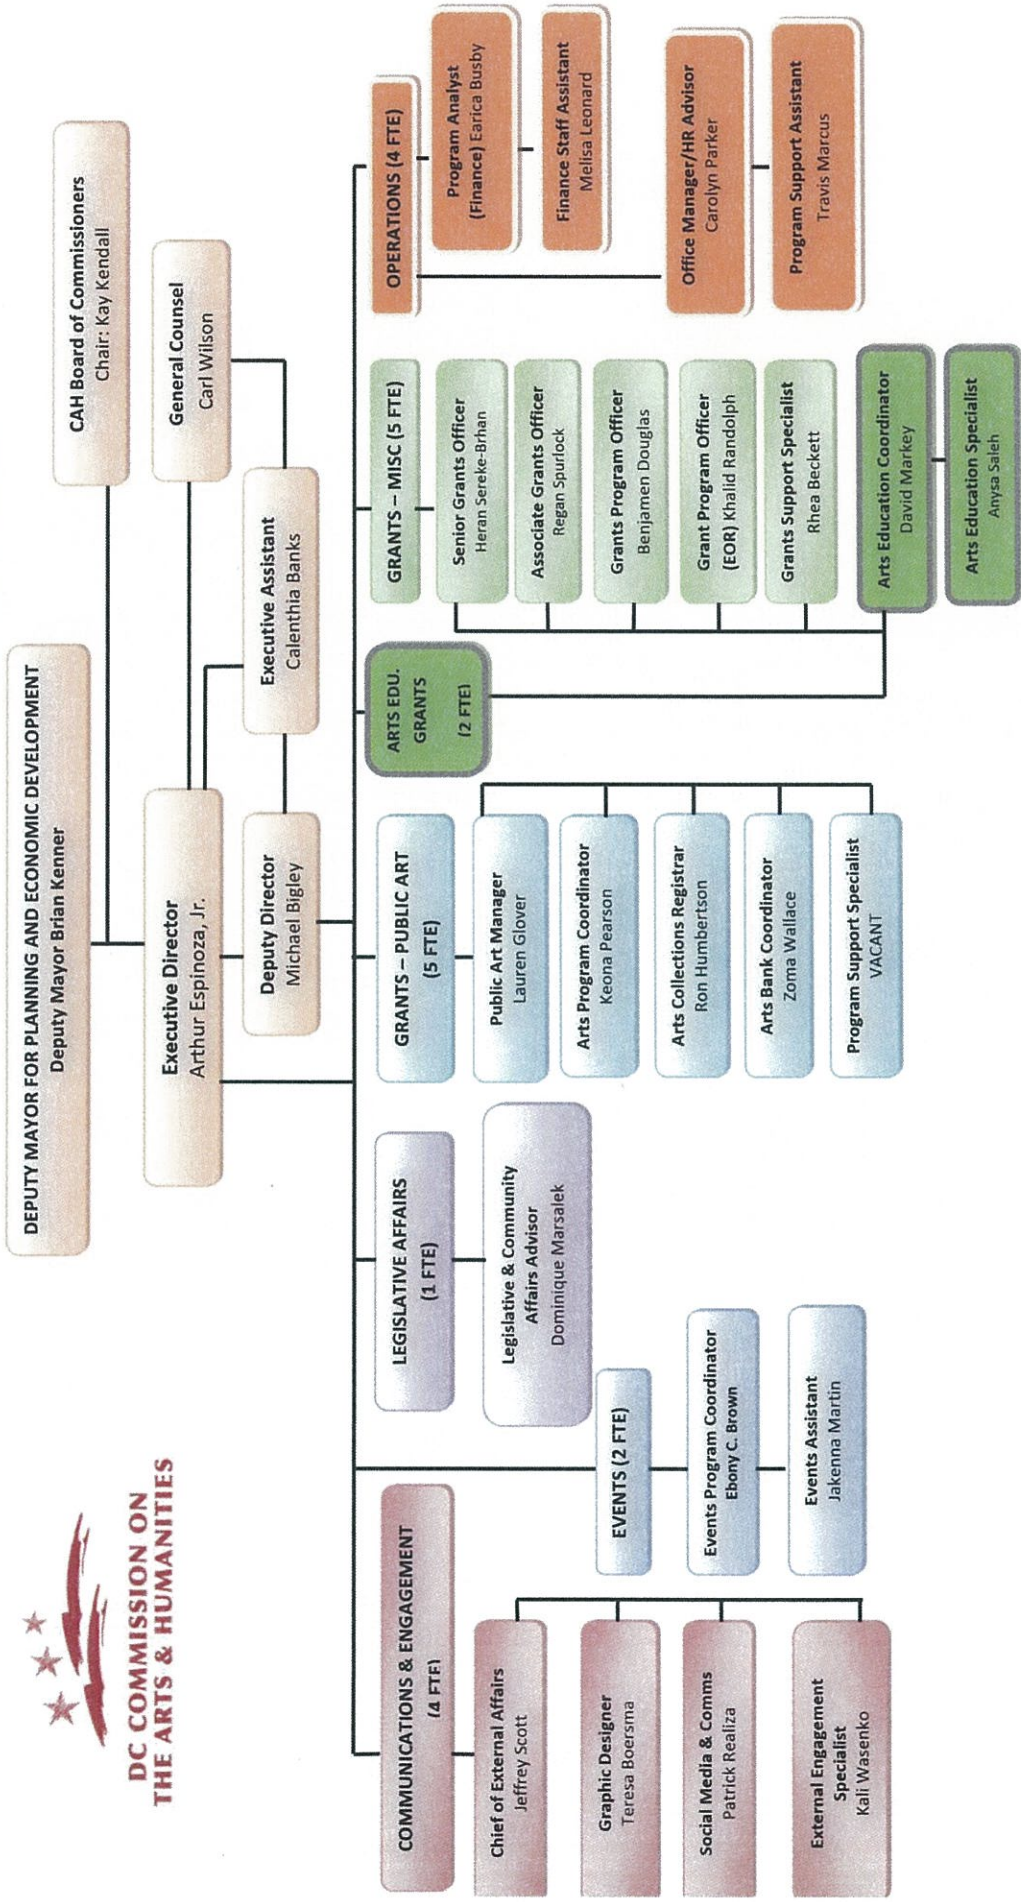 DC COMMISSION ON
THE ARTS & HUMANITIES
DEPUTY MAYOR FOR PLANNING AND ECONOMIC DEVELOPMENT
Deputy Mayor Brian Kenner
CAH Board of Commissioners
Chair: Kay Kendall
Executive Director
Arthur Espinoza, Jr.
General Counsel
Carl Wilson
Deputy Director
Michael Bigley
Executive Assistant
Calenthia Banks
COMMUNICATIONS & ENGAGEMENT
(4 FTE)
Chief of External Affairs
Jeffrey Scott
Graphic Designer
Teresa Boersma
Social Media & Comms
Patrick Realiza
External Engagement
Specialist
Kali Wasenko
EVENTS (2 FTE)
Events Program Coordinator
Ebony C. Brown
Events Assistant
Jakenna Martin
LEGISLATIVE AFFAIRS
(1 FTE)
Legislative & Community
Affairs Advisor
Dominique Marsalek
GRANTS – PUBLIC ART
(5 FTE)
Public Art Manager
Lauren Glover
Arts Program Coordinator
Keona Pearson
Arts Collections Registrar
Ron Humbertson
Arts Bank Coordinator
Zoma Wallace
Program Support Specialist
VACANT
ARTS EDU.
GRANTS
(2 FTE)
GRANTS – MISC (5 FTE)
Senior Grants Officer
Heran Sereke-Brhan
Associate Grants Officer
Regan Spurlock
Grants Program Officer
Benjamen Douglas
Grant Program Officer
(EOR) Khalid Randolph
Grants Support Specialist
Rhea Beckett
Arts Education Coordinator
David Markey
Arts Education Specialist
Anysa Saleh
OPERATIONS (4 FTE)
Program Analyst
(Finance) Earica Busby
Finance Staff Assistant
Melisa Leonard
Office Manager/HR Advisor
Carolyn Parker
Program Support Assistant
Travis Marcus